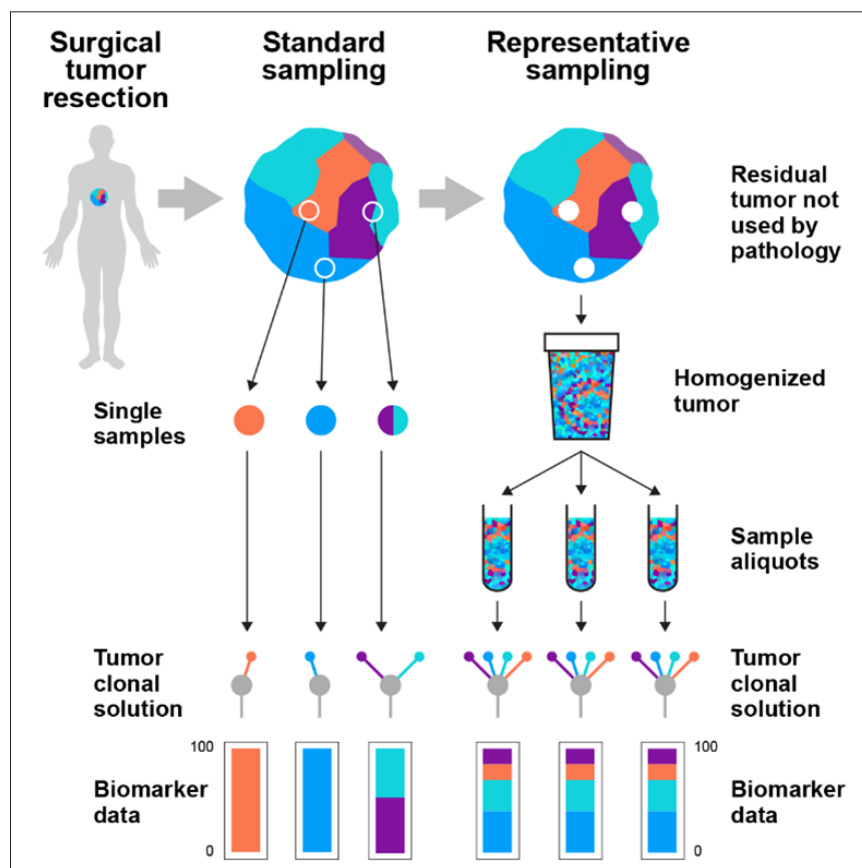 Surgical
tumor
resection
Standard
sampling
Representative
sampling
Residual
tumor not
used by
pathology
Homogenized
tumor
Single
samples
Sample
aliquots
Tumor
clonal
solution
Tumor
clonal
solution
100
100
Biomarker
data
Biomarker
data
0
0